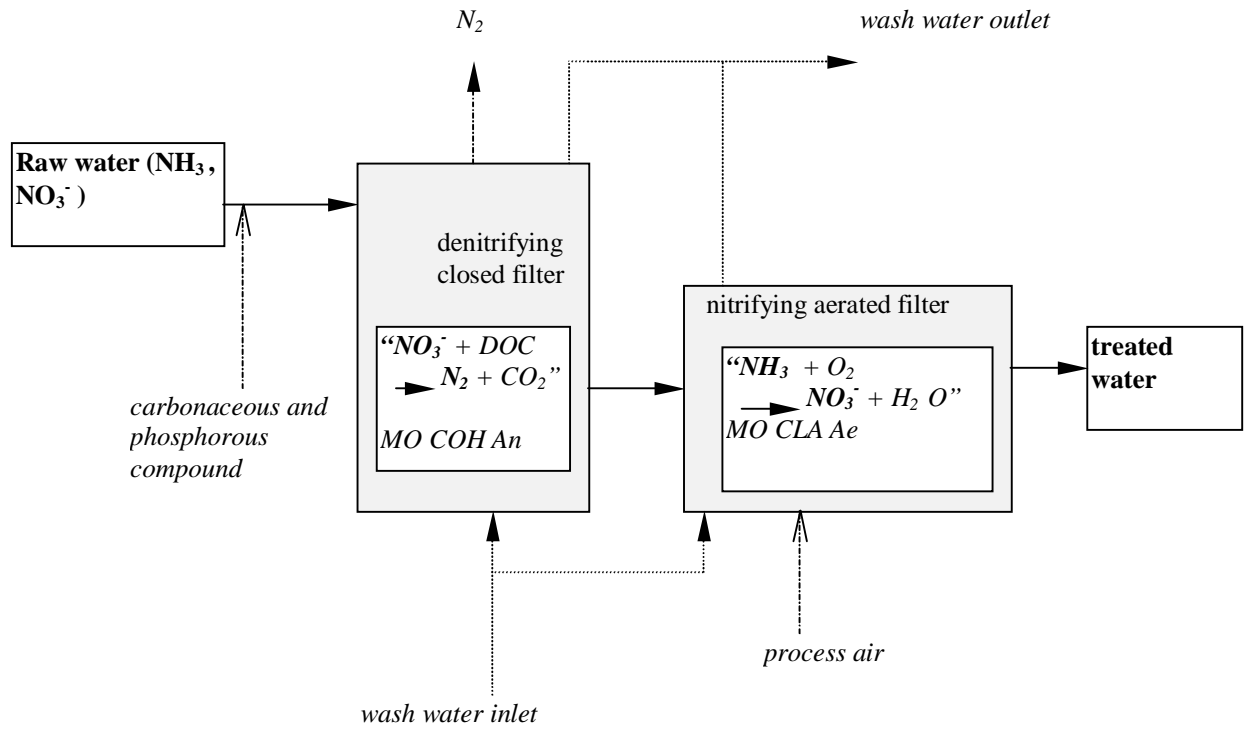 N₂
wash water outlet
Raw water (NH₃ ,
NO₃⁻ )
denitrifying
closed filter
“NO₃⁻ + DOC
N₂ + CO₂”
MO COH An
carbonaceous and
phosphorous
compound
nitrifying aerated filter
“NH₃ + O₂
NO₃⁻ + H₂ O”
MO CLA Ae
treated
water
process air
wash water inlet